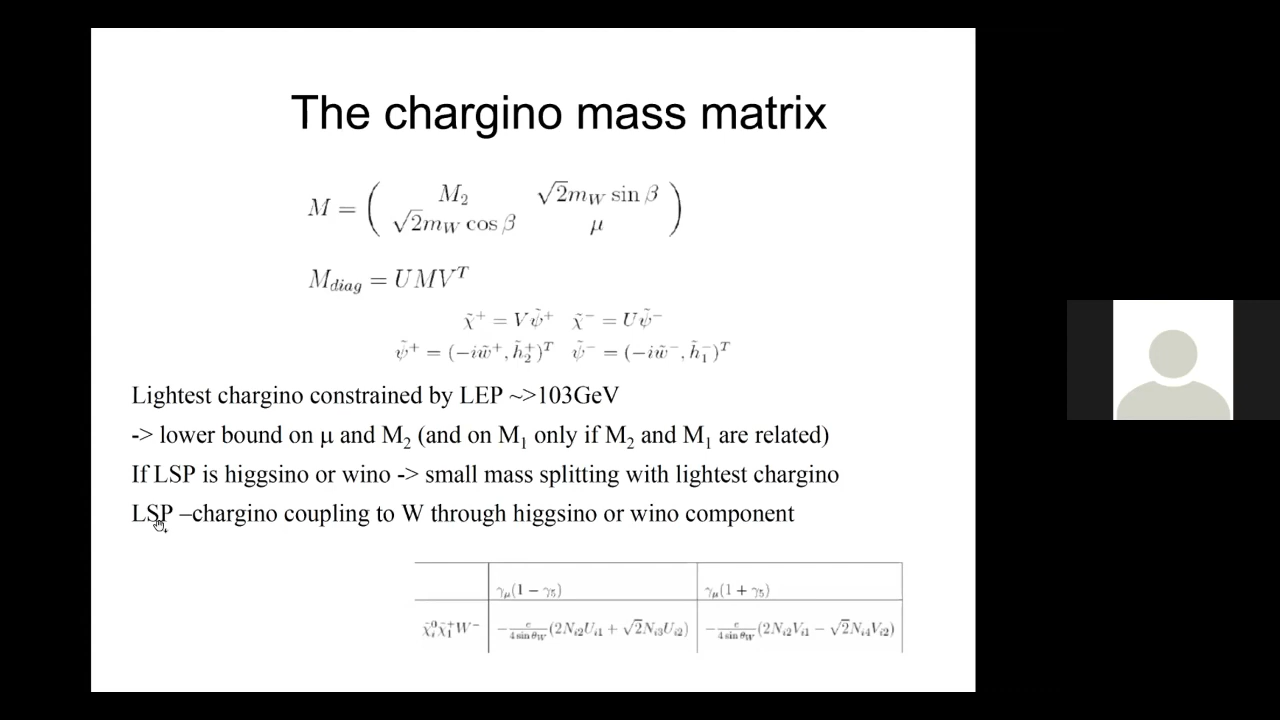 The chargino mass matrix
M = ( M₂ √2m_W sin β
√2m_W cos β μ )
M_diag = UMVᵀ
χ̃⁺ = Vψ̃⁺ χ̃⁻ = Uψ̃⁻
ψ̃⁺ = (−iw̃⁺, h̃₂⁺)ᵀ ψ̃⁻ = (−iw̃⁻, h̃₁⁻)ᵀ
Lightest chargino constrained by LEP ~>103GeV
-> lower bound on μ and M₂ (and on M₁ only if M₂ and M₁ are related)
If LSP is higgsino or wino -> small mass splitting with lightest chargino
LSP –chargino coupling to W through higgsino or wino component
γ_μ(1 − γ₅) γ_μ(1 + γ₅)
χ̃ᵢ⁰χ̃₁⁺W⁻ −e/(4 sin θ_W)(2N_{i2}U_{i1} + √2N_{i3}U_{i2}) −e/(4 sin θ_W)(2N_{i2}V_{i1} − √2N_{i4}V_{i2})